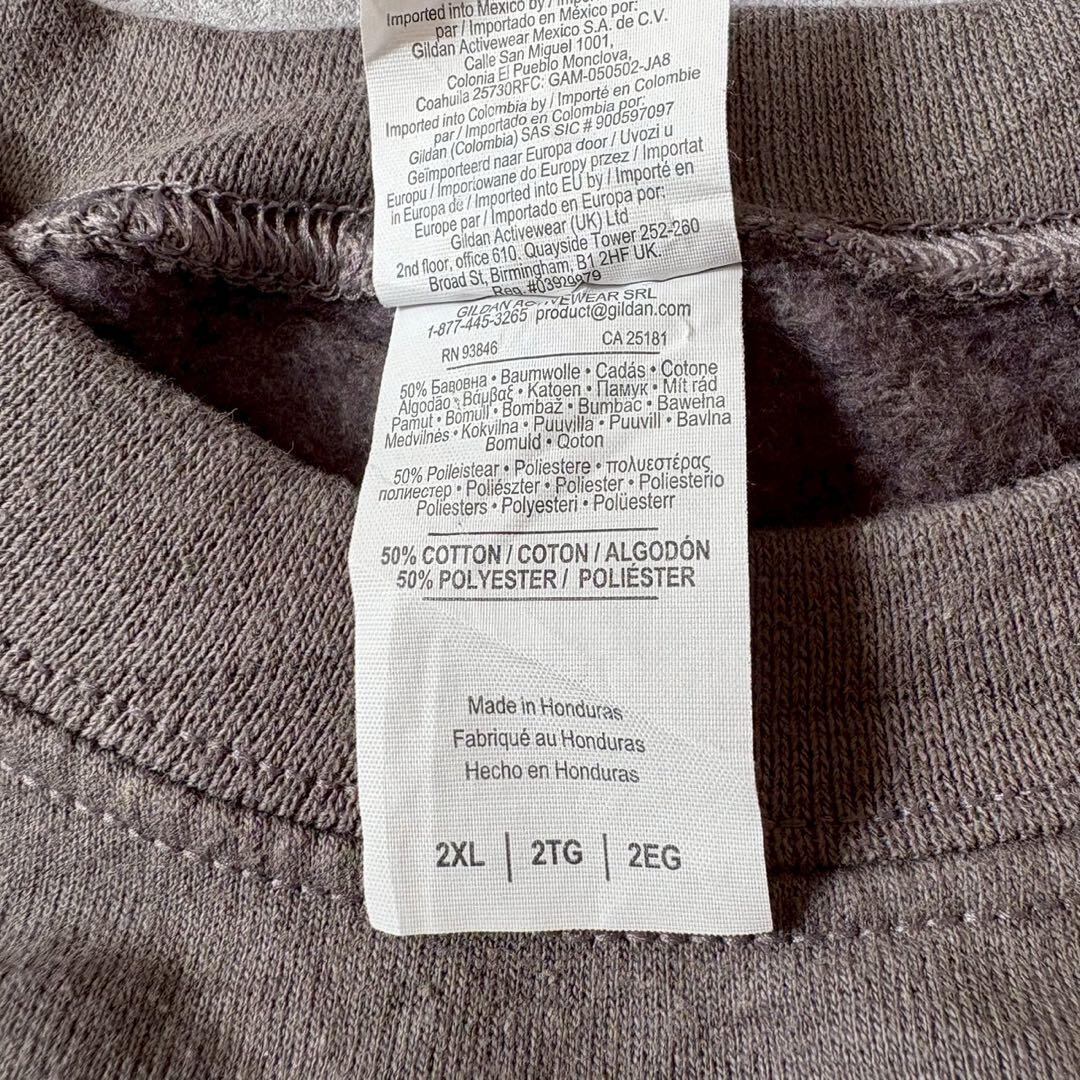 Imported into Mexico by / Importé
par / Importado en México por:
Gildan Activewear Mexico S.A. de C.V.
Calle San Miguel 1001,
Colonia El Pueblo Monclova,
Coahuila 25730RFC: GAM-050502-JA8
Imported into Colombia by / Importé en Colombie
par / Importado en Colombia por:
Gildan (Colombia) SAS SIC # 900597097
Geïmporteerd naar Europa door / Uvozi u
Europu / Importowane do Europy przez / Importat
in Europa de / Imported into EU by / Importé en
Europe par / Importado en Europa por:
Gildan Activewear (UK) Ltd
2nd floor, office 610, Quayside Tower 252-260
Broad St, Birmingham, B1 2HF UK.
Reg. #03929879
GILDAN ACTIVEWEAR SRL
1-877-445-3265 product@gildan.com
RN 93846 CA 25181
50% Бавовна • Baumwolle • Cadás • Cotone
Algodão • Βάμβαξ • Katoen • Памук • Mít rád
Pamut • Bómull • Bombaž • Bumbac • Bawełna
Medvilnės • Kokvilna • Puuvilla • Puuvill • Bavlna
Bomuld • Qoton
50% Poileistear • Poliestere • πολυεστέρας
полиестер • Poliészter • Poliester • Poliesterio
Poliesters • Polyesteri • Polüesterr
50% COTTON / COTON / ALGODÓN
50% POLYESTER / POLIÉSTER
Made in Honduras
Fabriqué au Honduras
Hecho en Honduras
2XL | 2TG | 2EG